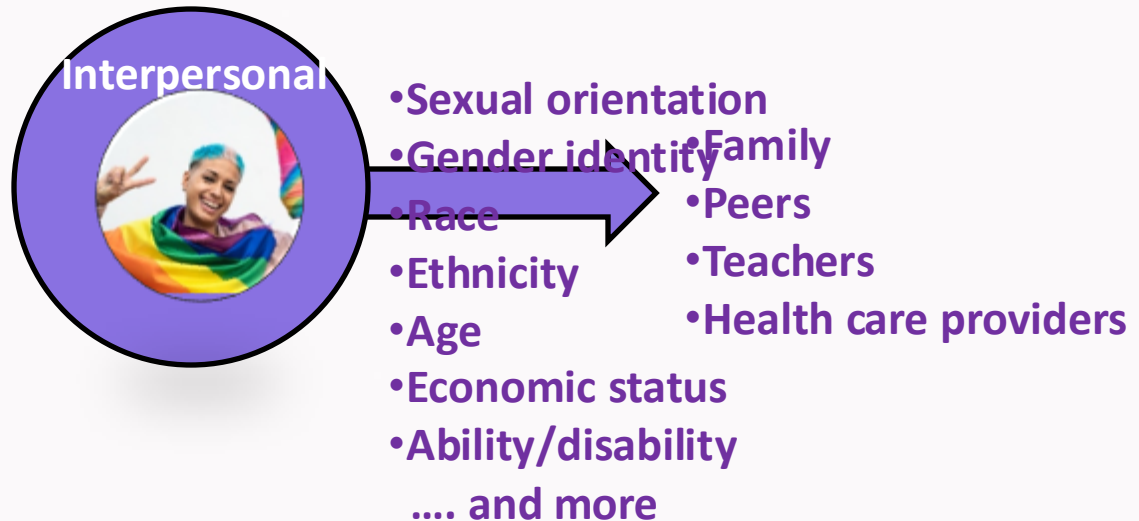 Interpersonal
•Sexual orientation
•Gender identity
•Race
•Ethnicity
•Age
•Economic status
•Ability/disability
.... and more
•Family
•Peers
•Teachers
•Health care providers